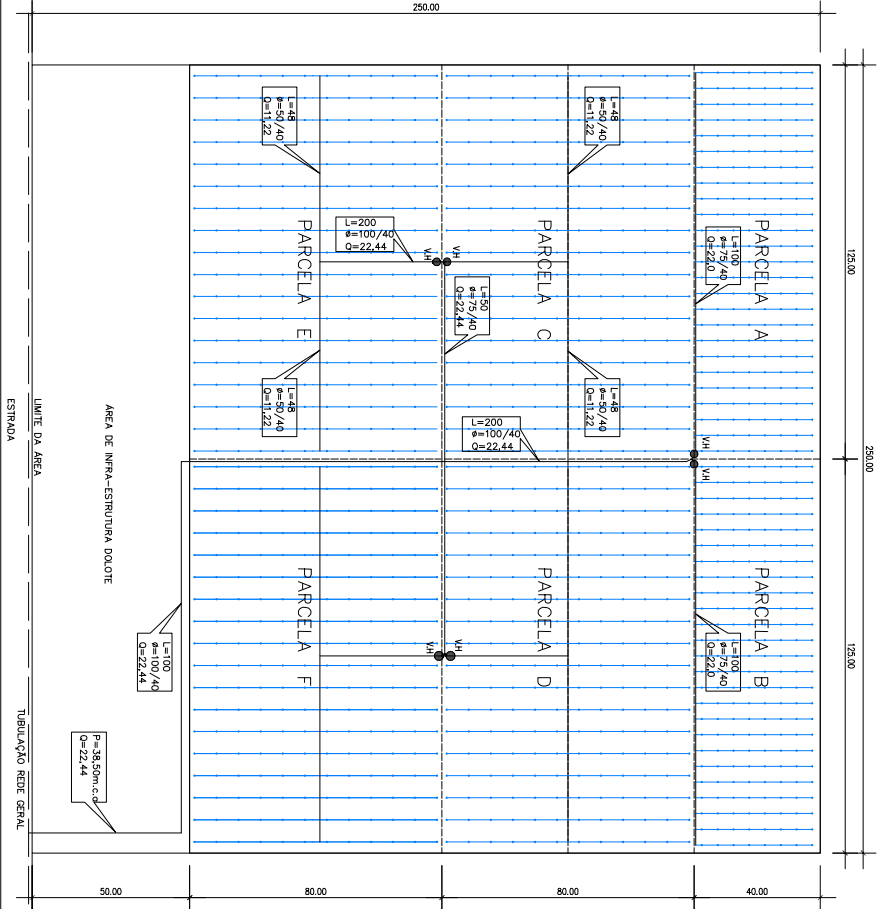 250.00
L=48
ø=50/40
Q=11,22
L=48
ø=50/40
Q=11,22
PARCELA A
L=100
ø=75/40
Q=22,0
125.00
L=200
ø=100/40
Q=22,44
V.H
V.H
PARCELA E
PARCELA C
L=50
ø=75/40
Q=22,44
L=48
ø=50/40
Q=11,22
L=48
ø=50/40
Q=11,22
L=200
ø=100/40
Q=22,44
V.H
V.H
250.00
ESTRADA
LIMITE DA ÁREA
ÁREA DE INFRA-ESTRUTURA DOLOTE
PARCELA F
PARCELA D
PARCELA B
L=100
ø=75/40
Q=22,0
125.00
V.H
V.H
L=100
ø=100/40
Q=22,44
P=38,50m.c.a
Q=22,44
TUBULAÇÃO REDE GERAL
50.00
80.00
80.00
40.00